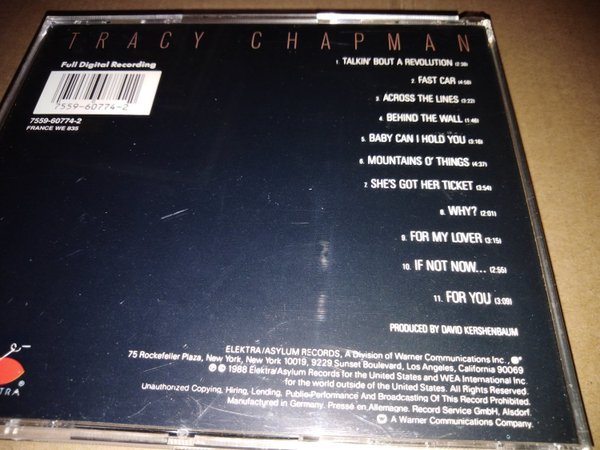 TRACY CHAPMAN
Full Digital Recording
7559-60774-2
7559-60774-2
FRANCE WE 835
1. TALKIN' BOUT A REVOLUTION (2:38)
2. FAST CAR (4:58)
3. ACROSS THE LINES (3:22)
4. BEHIND THE WALL (1:46)
5. BABY CAN I HOLD YOU (3:16)
6. MOUNTAINS O' THINGS (4:37)
7. SHE'S GOT HER TICKET (3:54)
8. WHY? (2:01)
9. FOR MY LOVER (3:15)
10. IF NOT NOW... (2:55)
11. FOR YOU (3:09)
PRODUCED BY DAVID KERSHENBAUM
ELEKTRA/ASYLUM RECORDS, A Division of Warner Communications Inc.,
75 Rockefeller Plaza, New York, New York 10019, 9229 Sunset Boulevard, Los Angeles, California 90069
℗ © 1988 Elektra/Asylum Records for the United States and WEA International Inc.
for the world outside of the United States. All Rights Reserved.
Unauthorized Copying, Hiring, Lending, Public Performance And Broadcasting Of This Record Prohibited.
Manufactured in Germany. Pressé en Allemagne. Record Service GmbH, Alsdorf.
A Warner Communications Company.
TRA